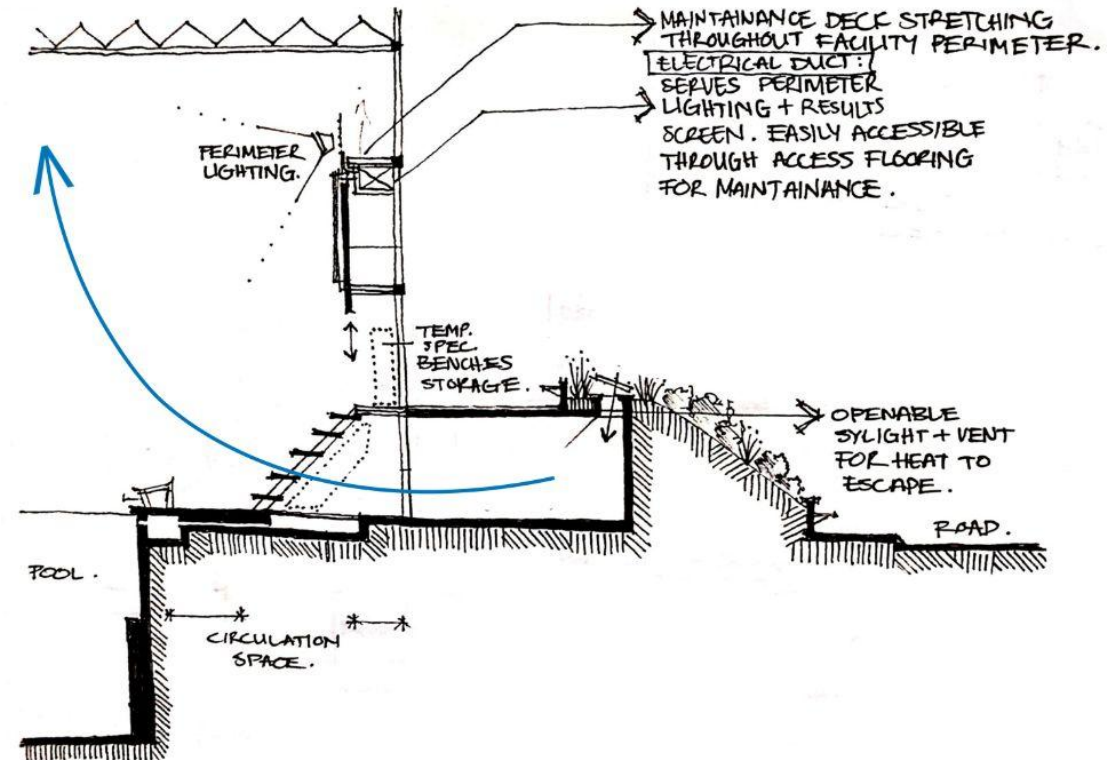 MAINTAINANCE DECK STRETCHING
THROUGHOUT FACILITY PERIMETER.
ELECTRICAL DUCT:
SERVES PERIMETER
LIGHTING + RESULTS
SCREEN. EASILY ACCESSIBLE
THROUGH ACCESS FLOORING
FOR MAINTAINANCE.
PERIMETER
LIGHTING.
TEMP.
SPEC.
BENCHES
STORAGE.
OPENABLE
SYLIGHT + VENT
FOR HEAT TO
ESCAPE.
ROAD.
POOL.
CIRCULATION
SPACE.